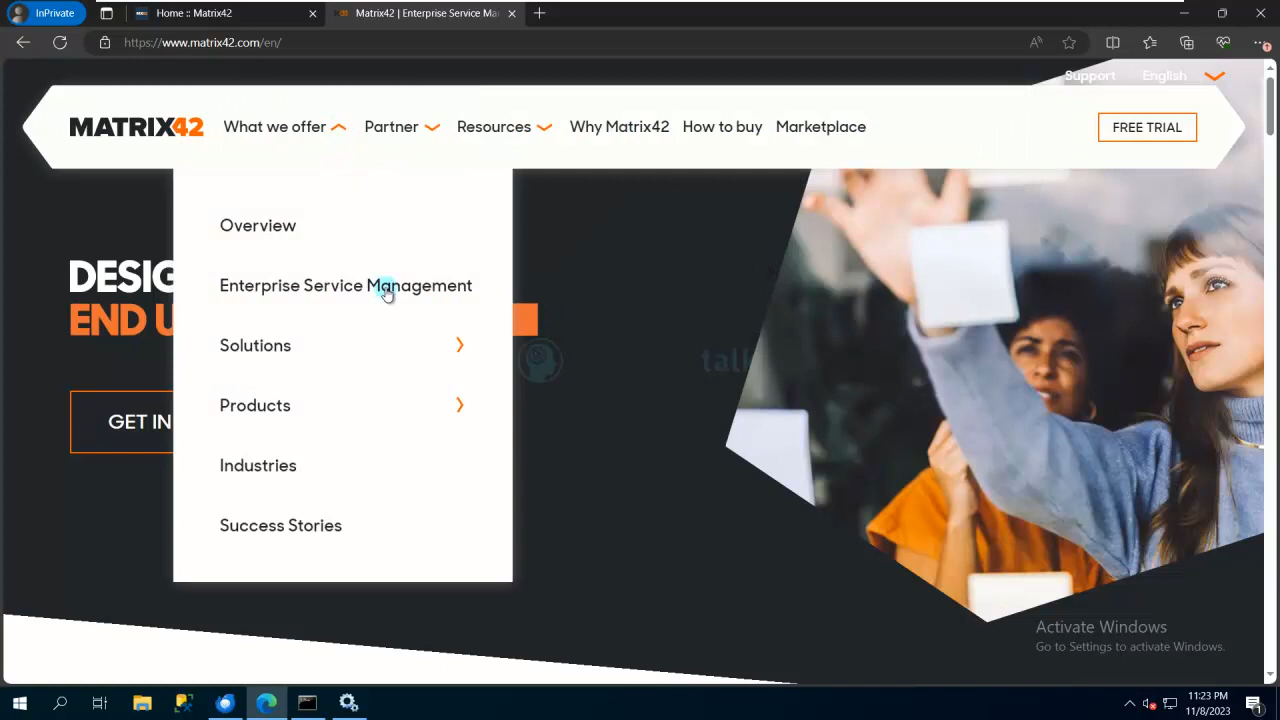 InPrivate
Home :: Matrix42
Matrix42 | Enterprise Service Ma
https://www.matrix42.com/en/
Support English
MATRIX42 What we offer Partner Resources Why Matrix42 How to buy Marketplace FREE TRIAL
Overview
Enterprise Service Management
Solutions
Products
Industries
Success Stories
DESIG
END U
GET IN
tall
Activate Windows
Go to Settings to activate Windows.
11:23 PM
11/8/2023
1